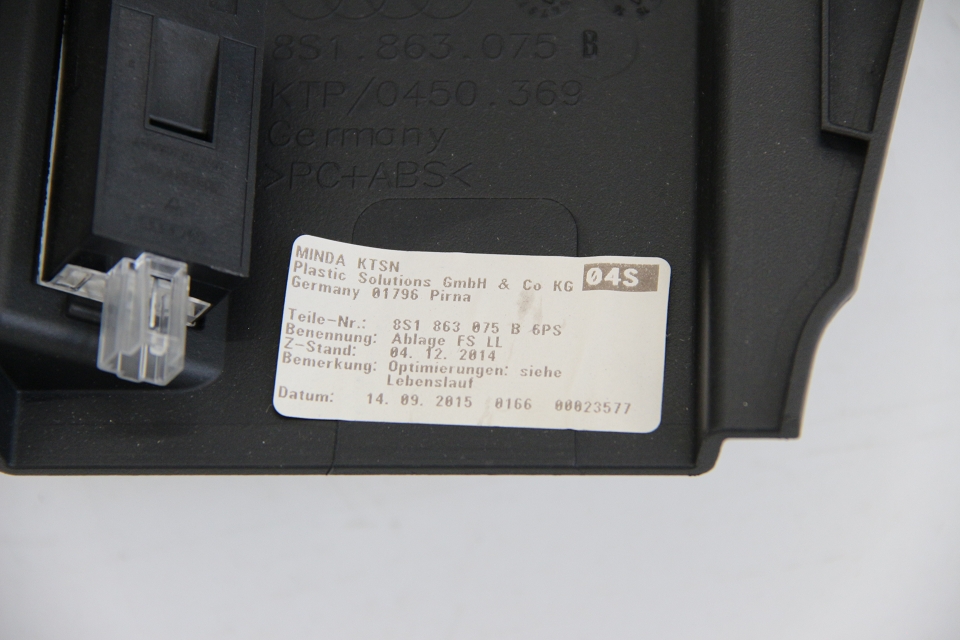 8S1.863.075 B
KTP/0450.369
Germany
>PC+ABS<
MINDA KTSN
Plastic Solutions GmbH & Co KG
Germany 01796 Pirna
04S
Teile-Nr.: 8S1 863 075 B 6PS
Benennung: Ablage FS LL
Z-Stand: 04. 12. 2014
Bemerkung: Optimierungen: siehe
Lebenslauf
Datum: 14. 09. 2015 0166 00023577